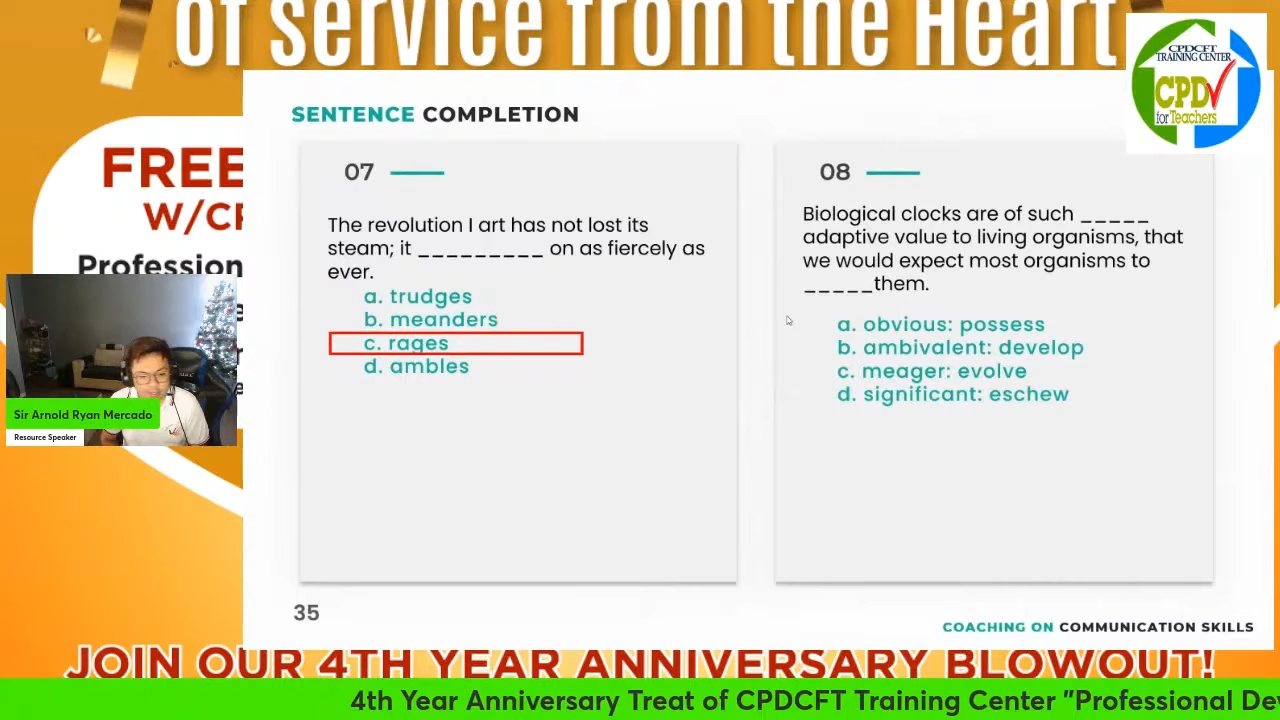 of service from the Heart
CPDCFT
TRAINING CENTER
CPD
for Teachers
FREE
Profession
Sir Arnold Ryan Mercado
Resource Speaker
SENTENCE COMPLETION
07
The revolution I art has not lost its
steam; it _________ on as fiercely as
ever.
a. trudges
b. meanders
c. rages
d. ambles
08
Biological clocks are of such _____
adaptive value to living organisms, that
we would expect most organisms to
_____them.
a. obvious: possess
b. ambivalent: develop
c. meager: evolve
d. significant: eschew
35
COACHING ON COMMUNICATION SKILLS
JOIN OUR 4TH YEAR ANNIVERSARY BLOWOUT!
4th Year Anniversary Treat of CPDCFT Training Center "Professional De